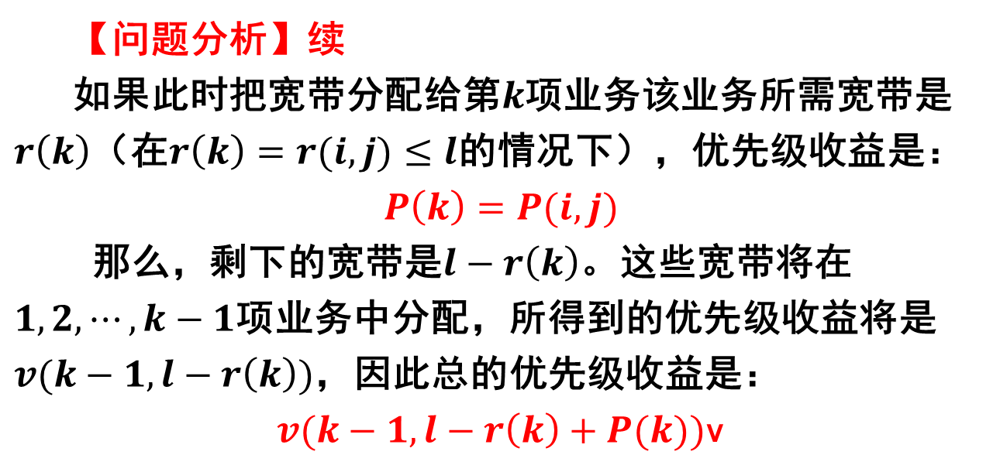 【问题分析】续
如果此时把宽带分配给第k项业务该业务所需宽带是
r(k)（在r(k) = r(i,j) ≤ l的情况下），优先级收益是：
P(k) = P(i,j)
那么，剩下的宽带是l − r(k)。这些宽带将在
1,2,⋯,k − 1项业务中分配，所得到的优先级收益将是
v(k − 1,l − r(k))，因此总的优先级收益是：
v(k − 1,l − r(k) + P(k))v